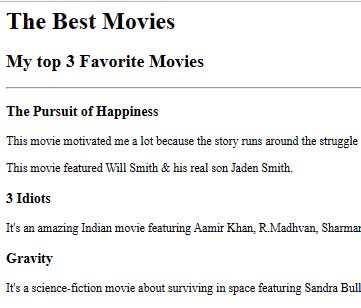 The Best Movies
My top 3 Favorite Movies
The Pursuit of Happiness
This movie motivated me a lot because the story runs around the struggle
This movie featured Will Smith & his real son Jaden Smith.
3 Idiots
It's an amazing Indian movie featuring Aamir Khan, R.Madhvan, Sharman
Gravity
It's a science-fiction movie about surviving in space featuring Sandra Bull